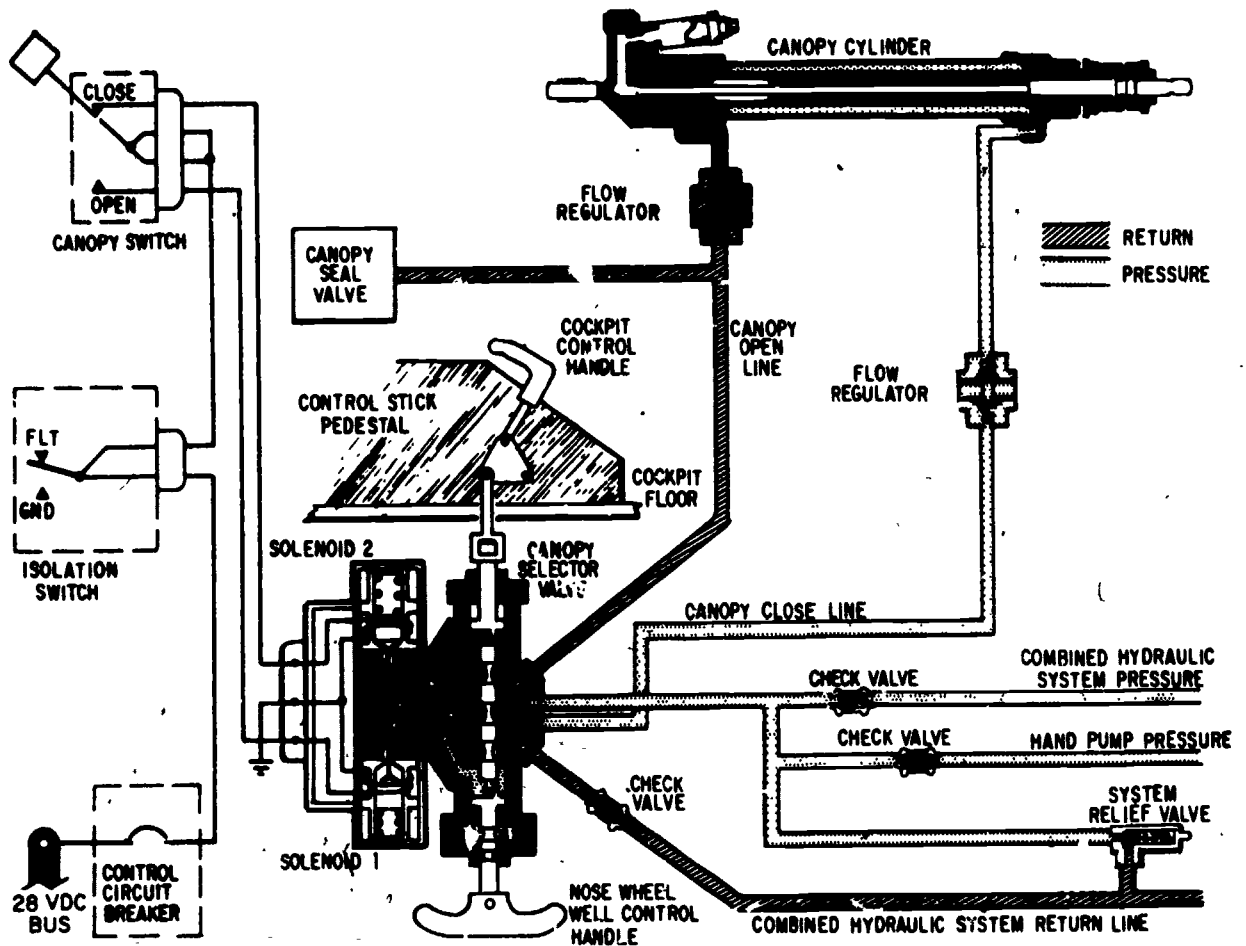 CANOPY CYLINDER
CLOSE
OPEN
CANOPY SWITCH
FLOW
REGULATOR
RETURN
PRESSURE
CANOPY
SEAL
VALVE
COCKPIT
CONTROL
HANDLE
CANOPY
OPEN
LINE
FLOW
REGULATOR
CONTROL STICK
PEDESTAL
FLT
GND
ISOLATION
SWITCH
COCKPIT
FLOOR
SOLENOID 2
CANOPY
SELECTOR
VALVE
CANOPY CLOSE LINE
COMBINED HYDRAULIC
SYSTEM PRESSURE
CHECK VALVE
CHECK VALVE
HAND PUMP PRESSURE
CHECK
VALVE
SYSTEM
RELIEF VALVE
SOLENOID 1
28 VDC
BUS
CONTROL
CIRCUIT
BREAKER
NOSE WHEEL
WELL CONTROL
HANDLE
COMBINED HYDRAULIC SYSTEM RETURN LINE